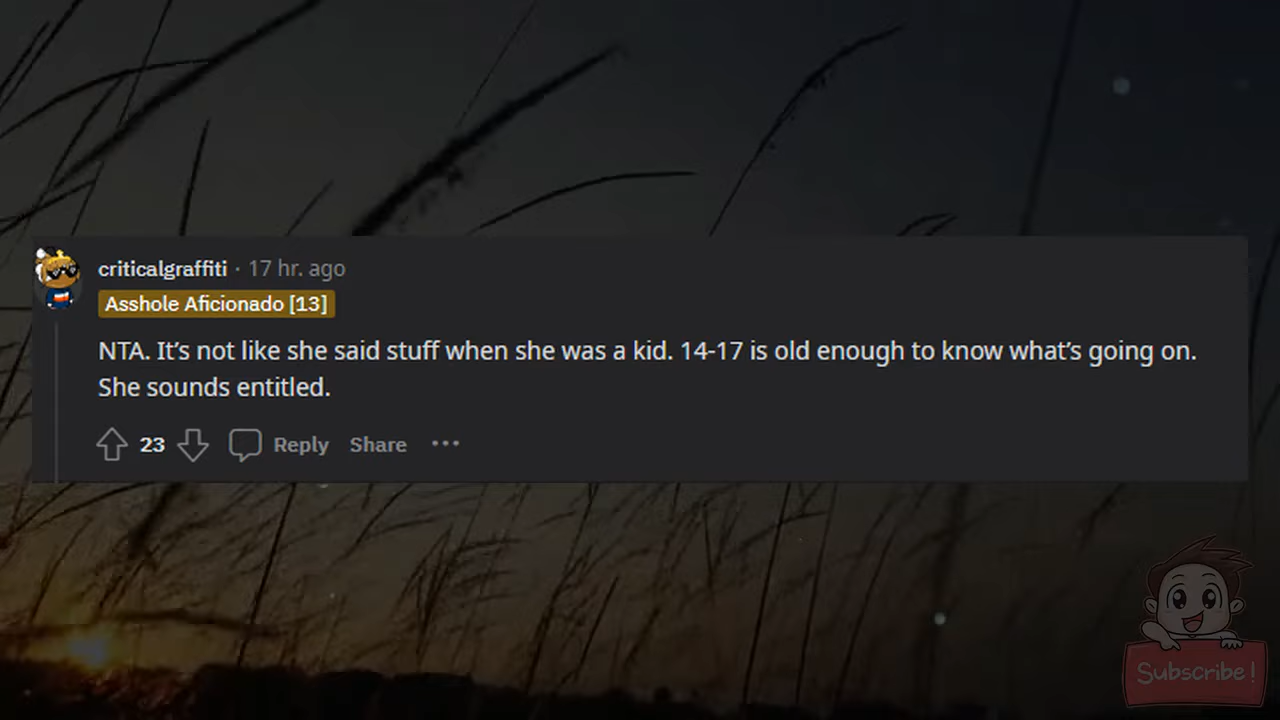 criticalgraffiti · 17 hr. ago
Asshole Aficionado [13]
NTA. It’s not like she said stuff when she was a kid. 14-17 is old enough to know what’s going on.
She sounds entitled.
23 Reply Share ···
Subscribe!